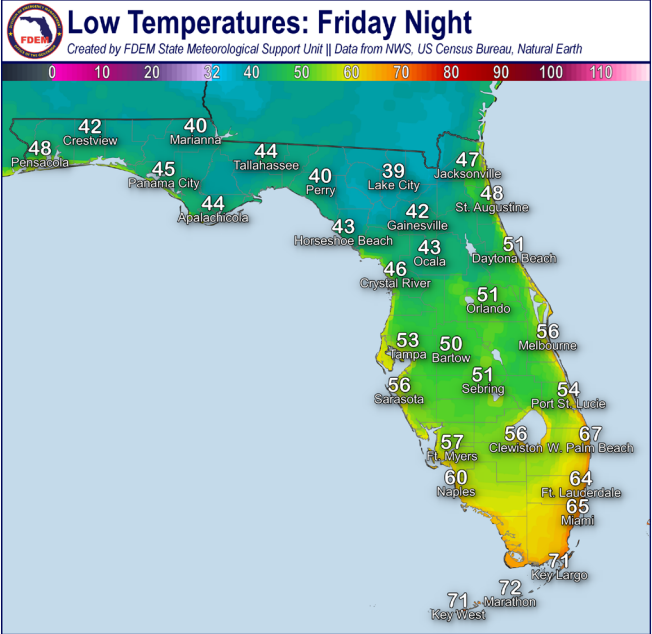 Low Temperatures: Friday Night
Created by FDEM State Meteorological Support Unit || Data from NWS, US Census Bureau, Natural Earth
FDEM
0 10 20 32 40 50 60 70 80 90 100 110
40
Marianna
42
Crestview
48
Pensacola
44
Tallahassee
47
Jacksonville
45
Panama City
40
Perry
39
Lake City
48
St. Augustine
44
Apalachicola
42
Gainesville
43
Horseshoe Beach
43
Ocala
51
Daytona Beach
46
Crystal River
51
Orlando
53
Tampa
50
Bartow
56
Melbourne
56
Sarasota
51
Sebring
54
Port St. Lucie
57
Ft. Myers
56
Clewiston
67
W. Palm Beach
60
Naples
64
Ft. Lauderdale
65
Miami
71
Key Largo
72
Marathon
71
Key West